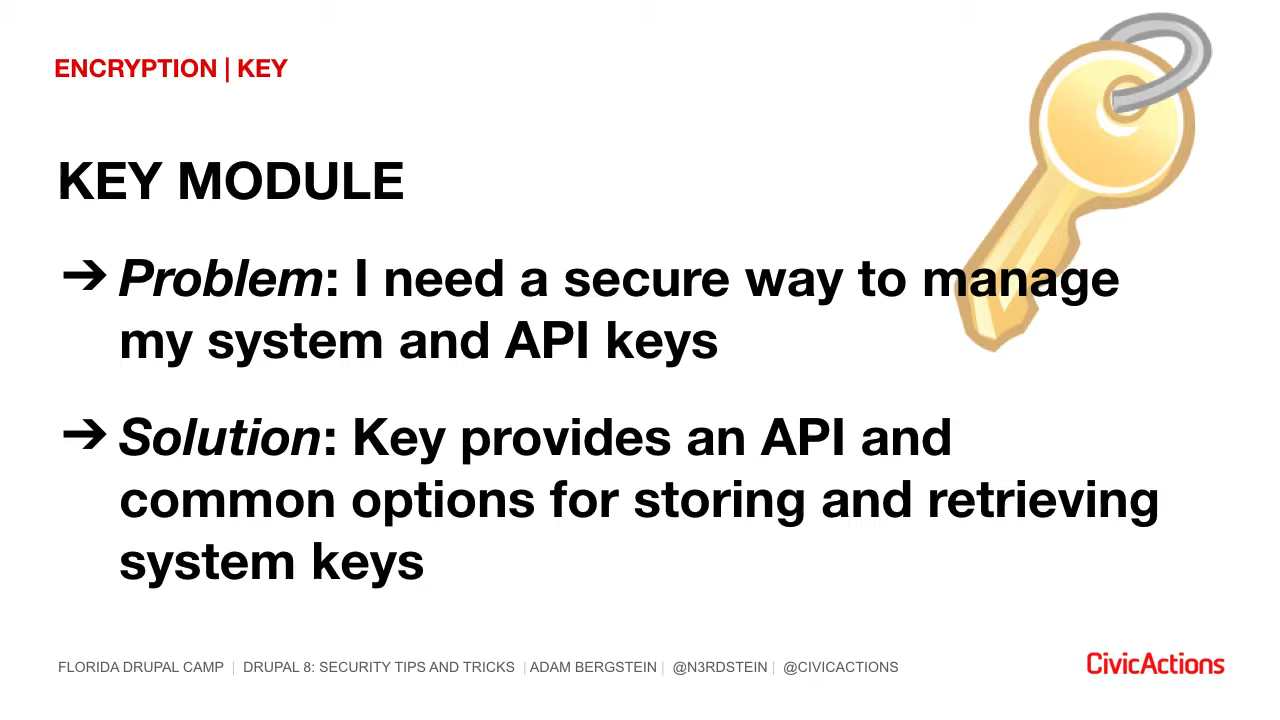 ENCRYPTION | KEY
KEY MODULE
➔ Problem: I need a secure way to manage
my system and API keys
➔ Solution: Key provides an API and
common options for storing and retrieving
system keys
FLORIDA DRUPAL CAMP | DRUPAL 8: SECURITY TIPS AND TRICKS | ADAM BERGSTEIN | @N3RDSTEIN | @CIVICACTIONS
CivicActions